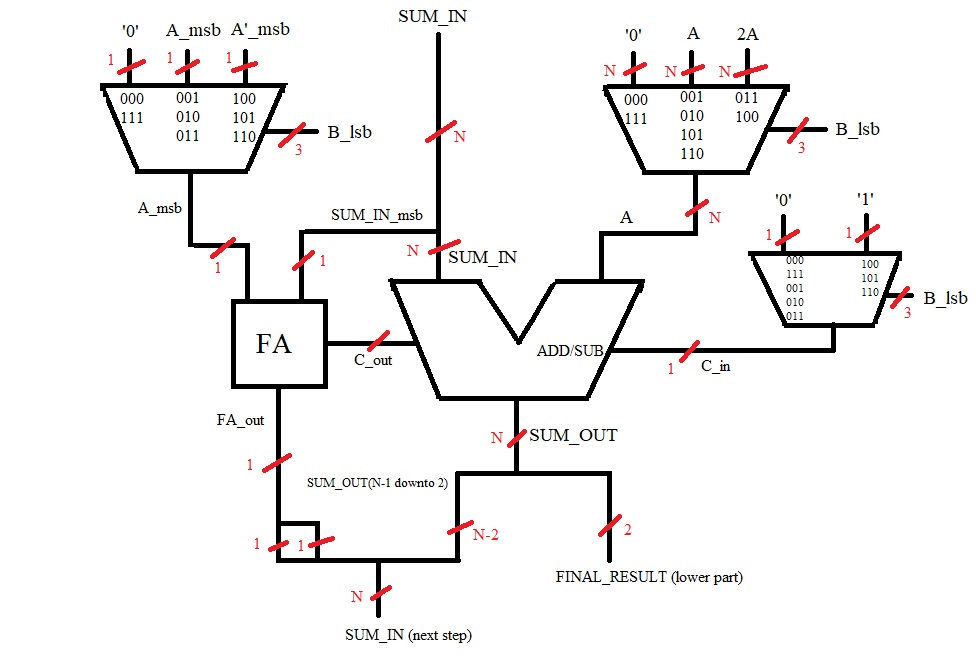 SUM_IN
'0' A_msb A'_msb
1 1 1
000 001 100
111 010 101
011 110
B_lsb
3
A_msb
1
SUM_IN_msb
1
N
N
SUM_IN
'0' A 2A
N N N
000 001 011
111 010 100
101
110
B_lsb
3
N
A
'0' '1'
1 1
000 100
111 101
001 110
010
011
B_lsb
3
FA
C_out
1
ADD/SUB
1
C_in
FA_out
1
N
SUM_OUT
SUM_OUT(N-1 downto 2)
1 1
N-2
2
FINAL_RESULT (lower part)
N
SUM_IN (next step)